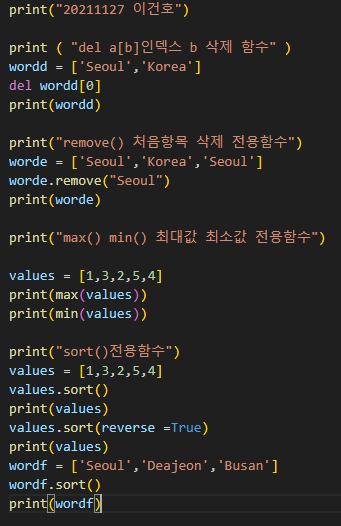 print("20211127 이건호")
print ( "del a[b]인덱스 b 삭제 함수" )
wordd = ['Seoul','Korea']
del wordd[0]
print(wordd)
print("remove() 처음항목 삭제 전용함수")
worde = ['Seoul','Korea','Seoul']
worde.remove("Seoul")
print(worde)
print("max() min() 최대값 최소값 전용함수")
values = [1,3,2,5,4]
print(max(values))
print(min(values))
print("sort()전용함수")
values = [1,3,2,5,4]
values.sort()
print(values)
values.sort(reverse =True)
print(values)
wordf = ['Seoul','Deajeon','Busan']
wordf.sort()
print(wordf)